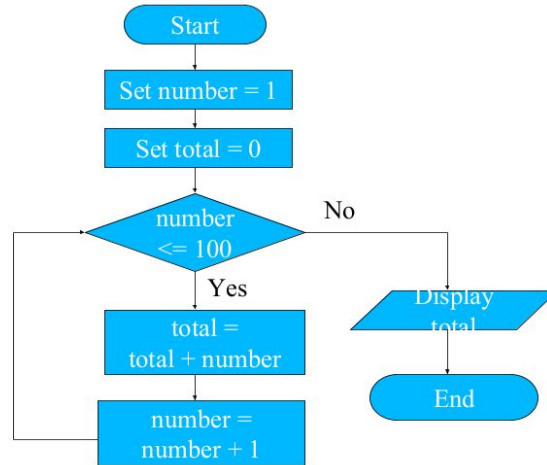 Start
Set number = 1
Set total = 0
number
<= 100
No
Yes
total =
total + number
number =
number + 1
Display
total
End